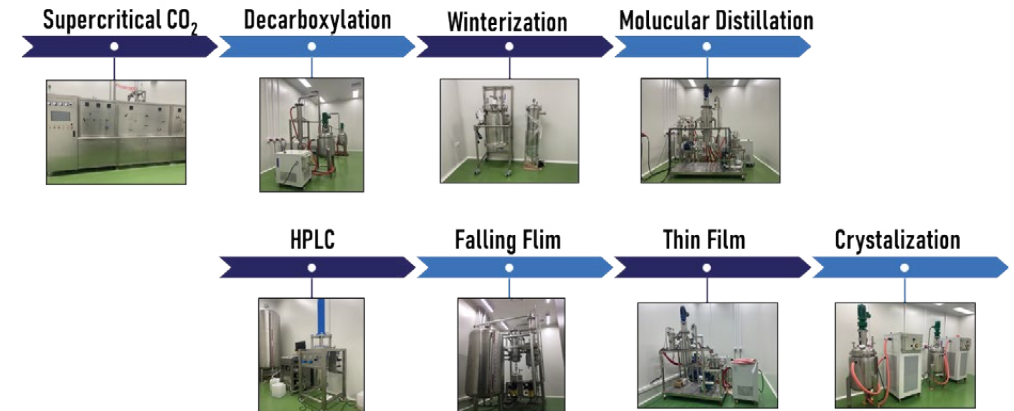 Supercritical CO₂
Decarboxylation
Winterization
Molucular Distillation
HPLC
Falling Flim
Thin Film
Crystalization